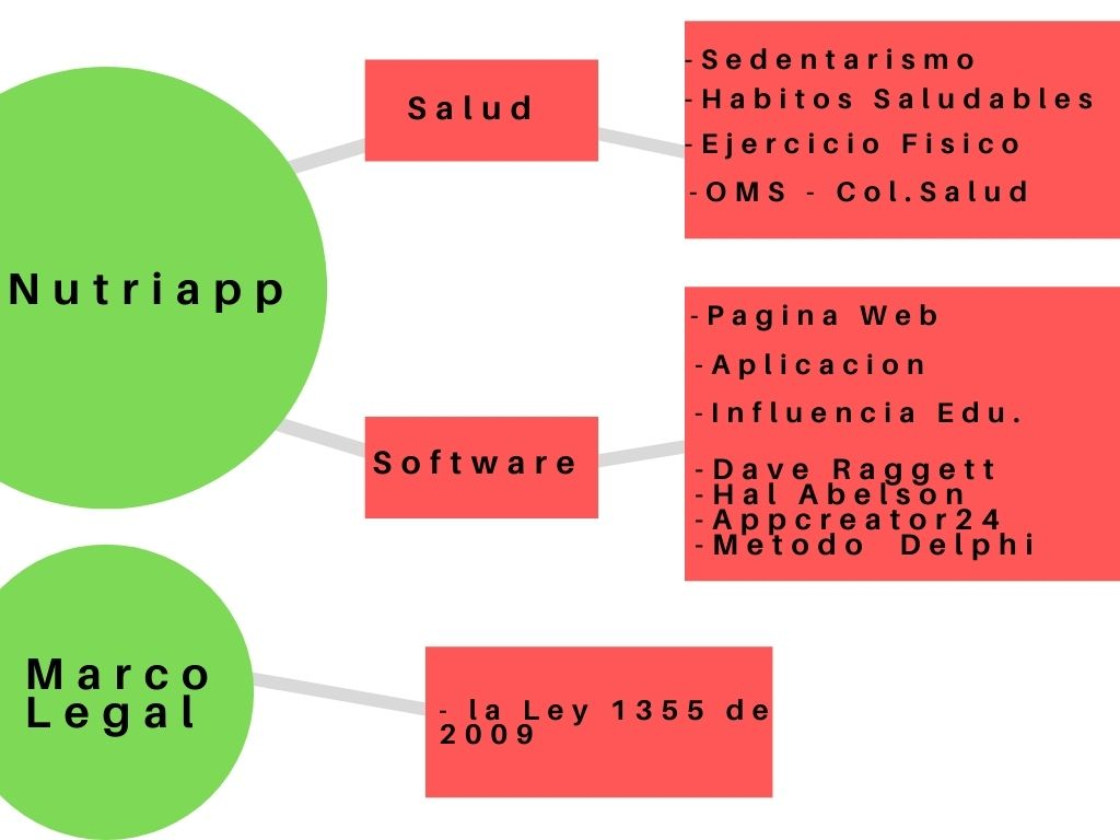 Nutriapp
Salud
- Sedentarismo
- Habitos Saludables
- Ejercicio Fisico
- OMS - Col.Salud
Software
- Pagina Web
- Aplicacion
- Influencia Edu.
- Dave Raggett
- Hal Abelson
- Appcreator24
- Metodo Delphi
Marco
Legal
- la Ley 1355 de
2009